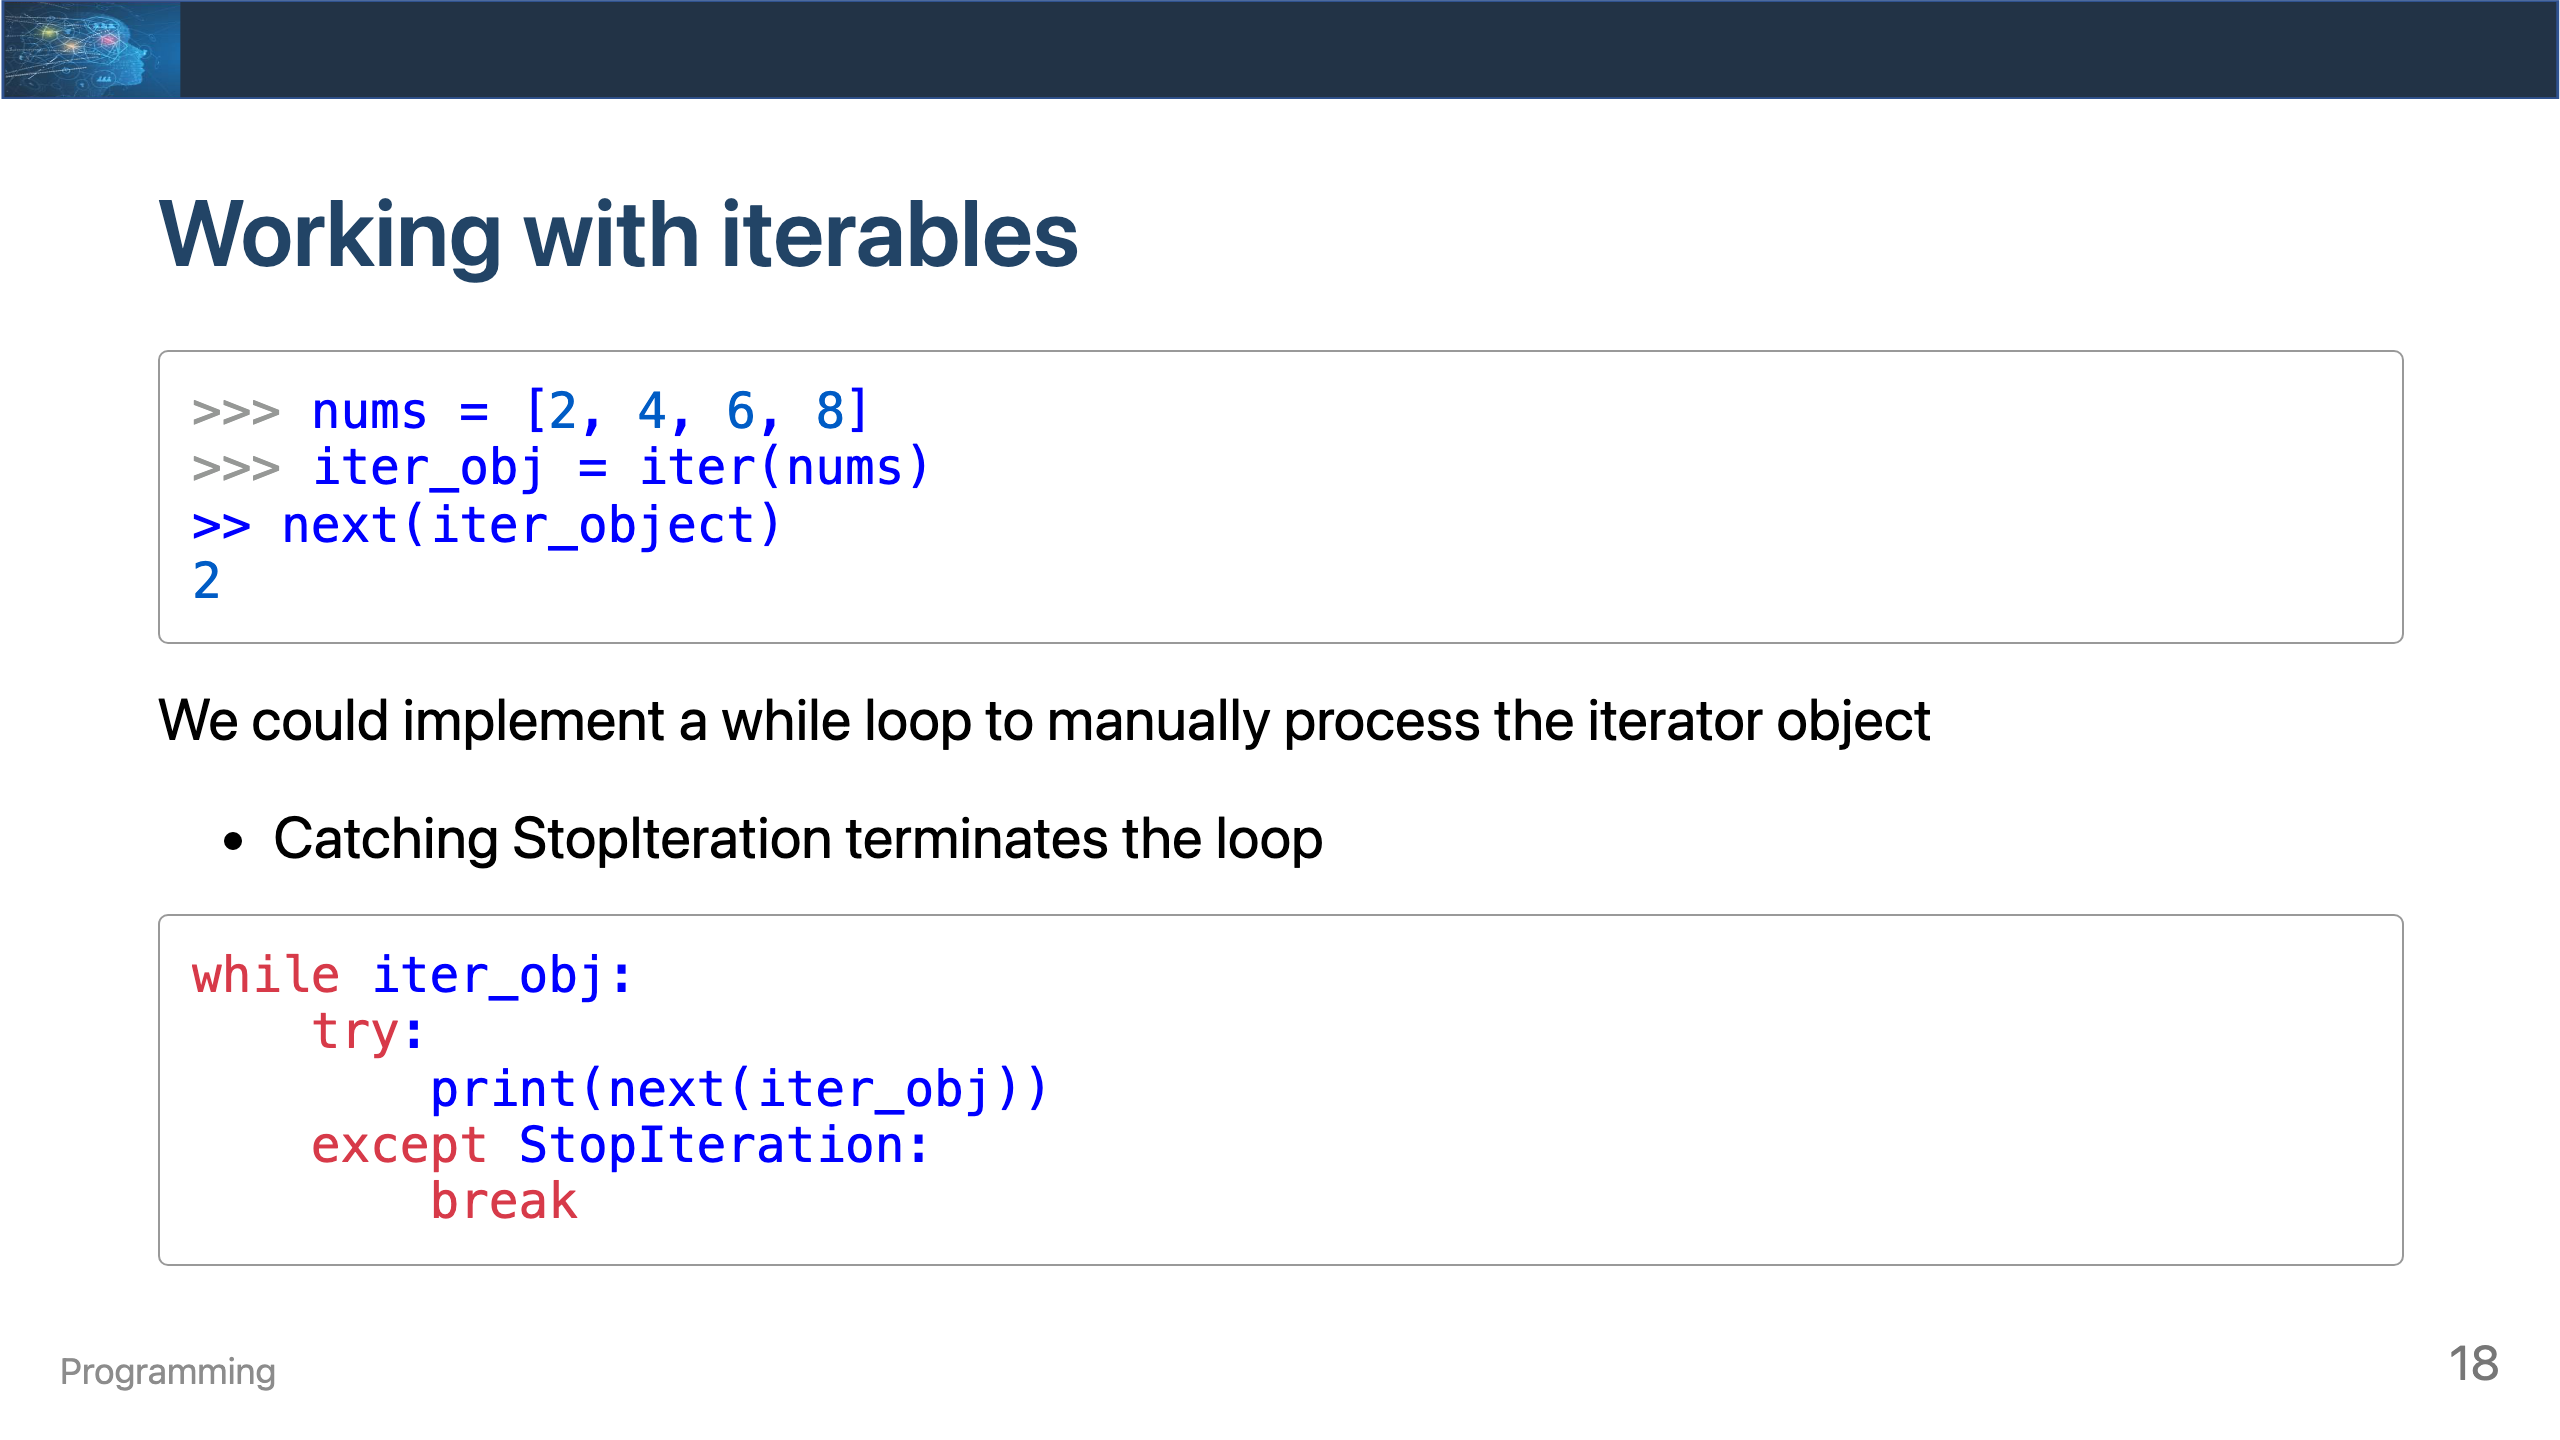 Working with iterables
>>> nums = [2, 4, 6, 8]
>>> iter_obj = iter(nums)
>> next(iter_object)
2
We could implement a while loop to manually process the iterator object
• Catching StopIteration terminates the loop
while iter_obj:
    try:
        print(next(iter_obj))
    except StopIteration:
        break
Programming
18